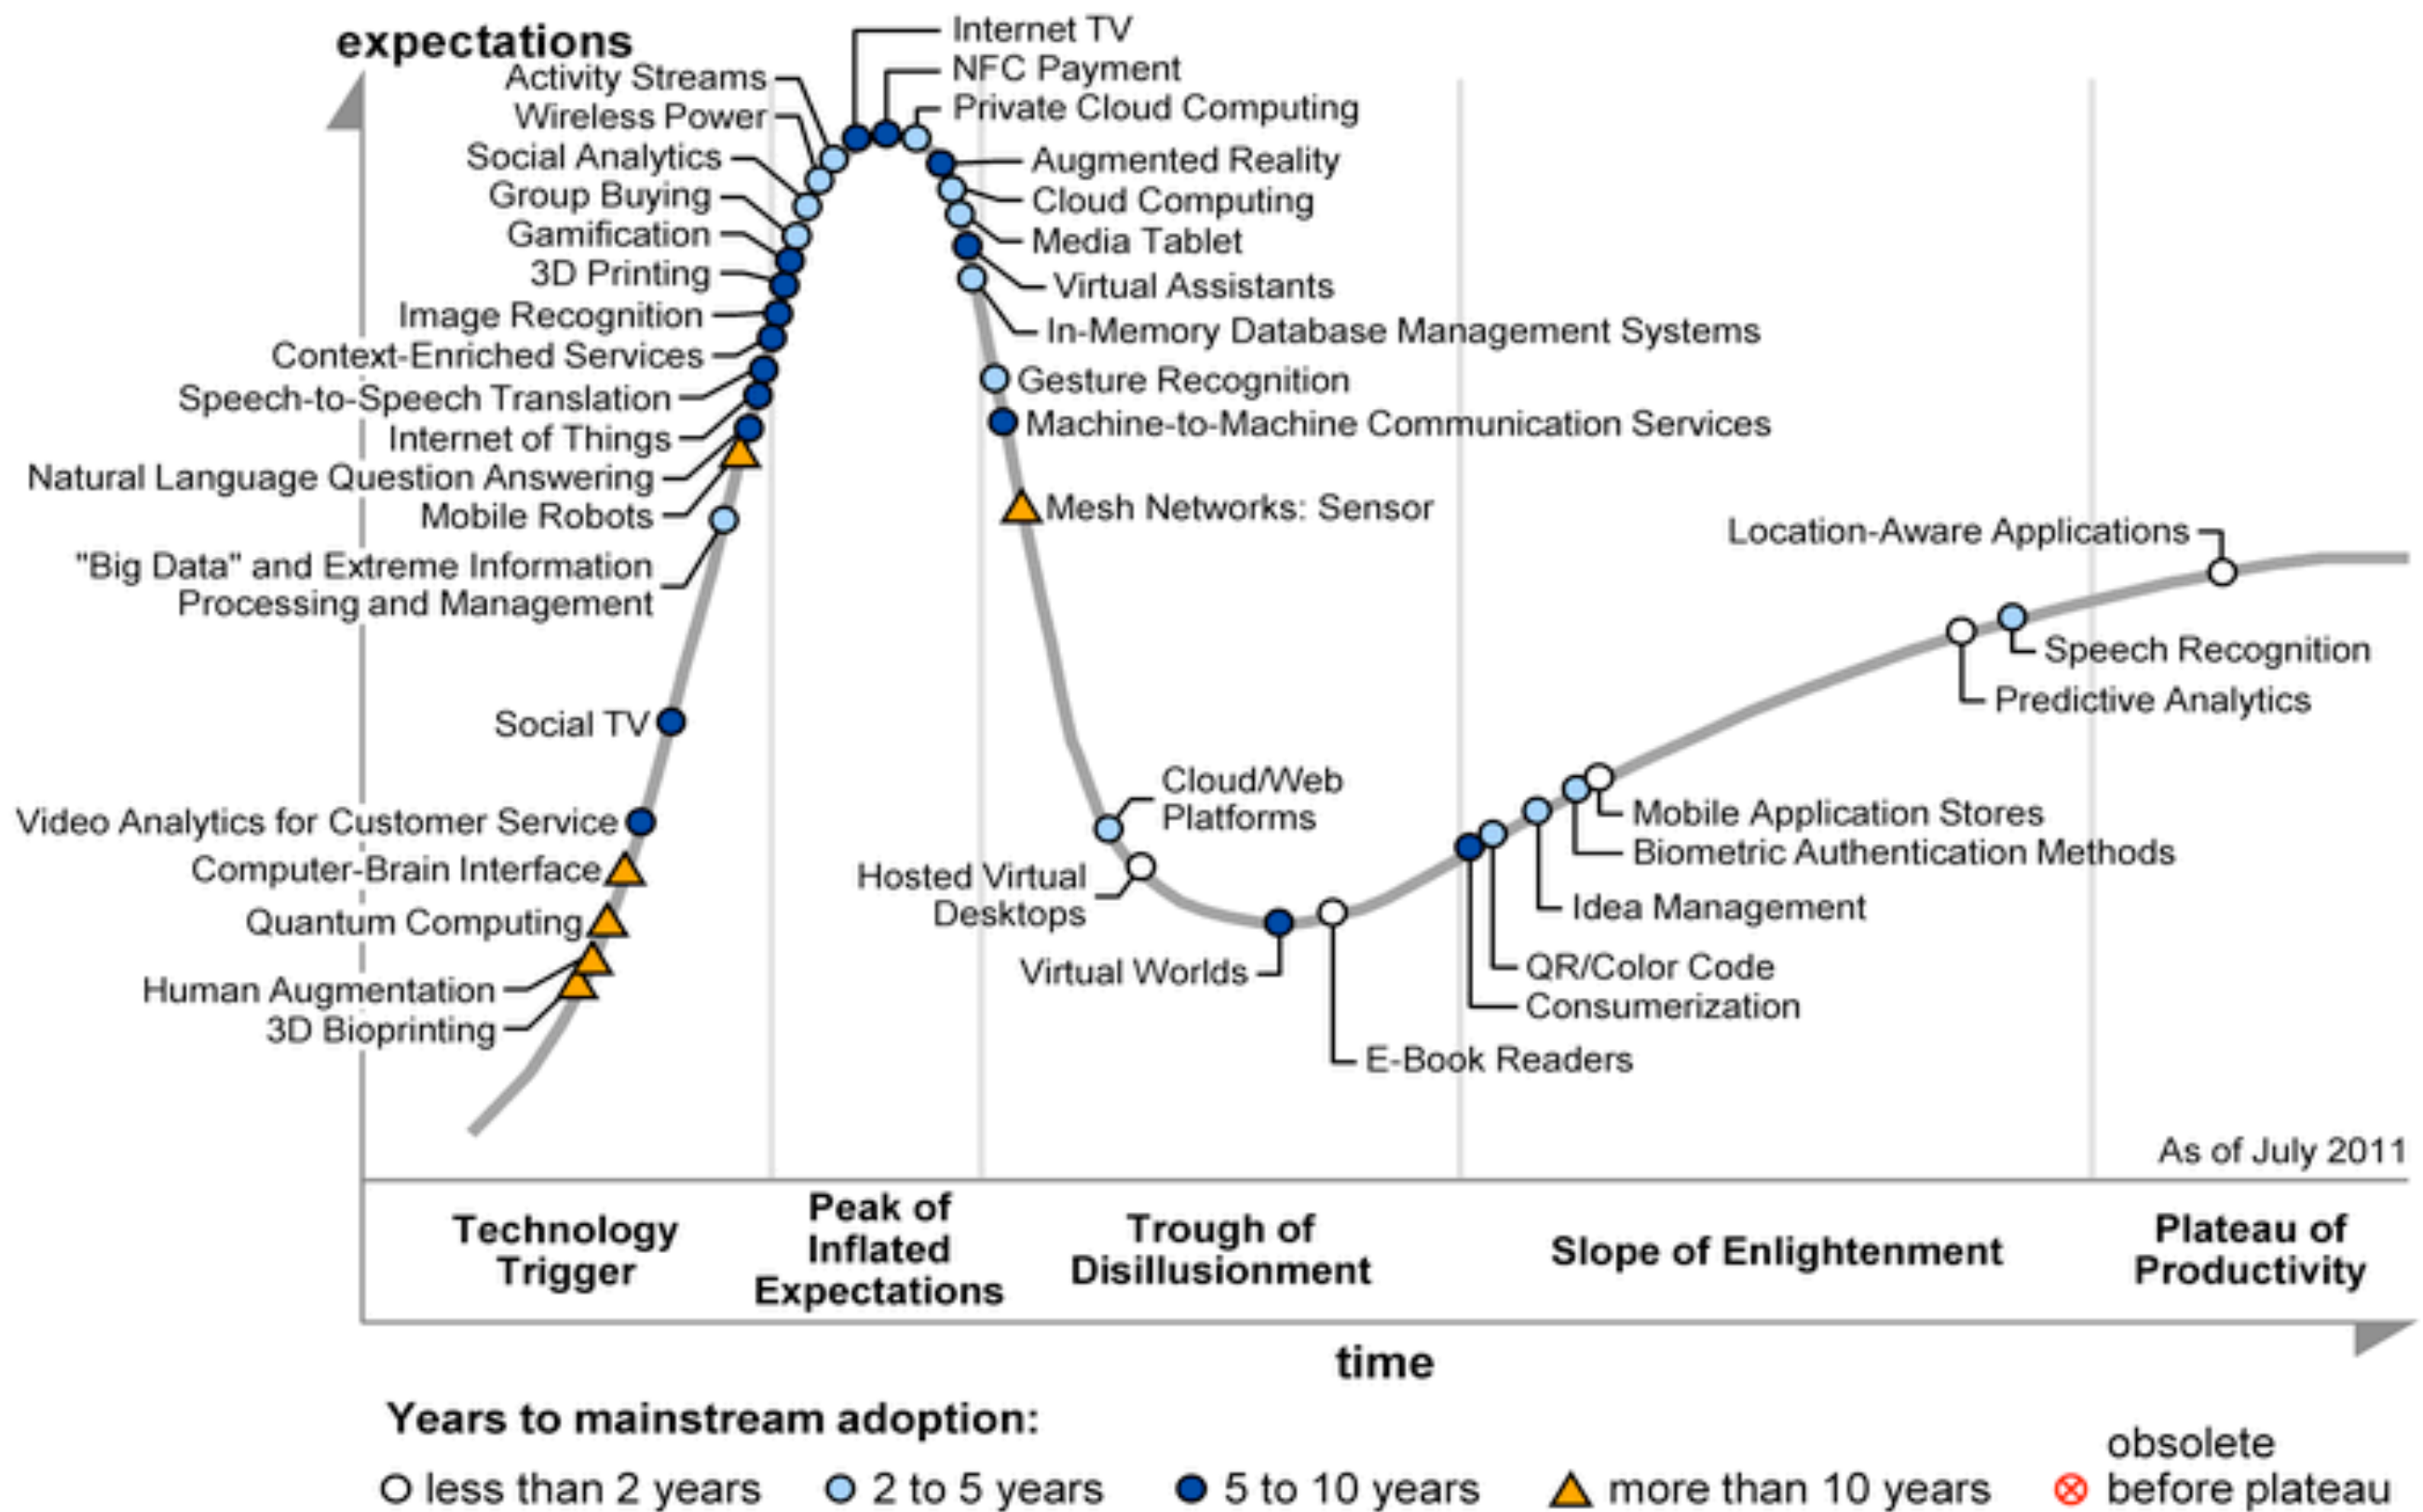 expectations
Activity Streams
Wireless Power
Social Analytics
Group Buying
Gamification
3D Printing
Image Recognition
Context-Enriched Services
Speech-to-Speech Translation
Internet of Things
Natural Language Question Answering
Mobile Robots
"Big Data" and Extreme Information
Processing and Management
Social TV
Video Analytics for Customer Service
Computer-Brain Interface
Quantum Computing
Human Augmentation
3D Bioprinting
Internet TV
NFC Payment
Private Cloud Computing
Augmented Reality
Cloud Computing
Media Tablet
Virtual Assistants
In-Memory Database Management Systems
Gesture Recognition
Machine-to-Machine Communication Services
Mesh Networks: Sensor
Cloud/Web
Platforms
Hosted Virtual
Desktops
Virtual Worlds
E-Book Readers
Location-Aware Applications
Speech Recognition
Predictive Analytics
Mobile Application Stores
Biometric Authentication Methods
Idea Management
QR/Color Code
Consumerization
As of July 2011
Technology
Trigger
Peak of
Inflated
Expectations
Trough of
Disillusionment
Slope of Enlightenment
Plateau of
Productivity
time
Years to mainstream adoption:
less than 2 years
2 to 5 years
5 to 10 years
more than 10 years
obsolete
before plateau